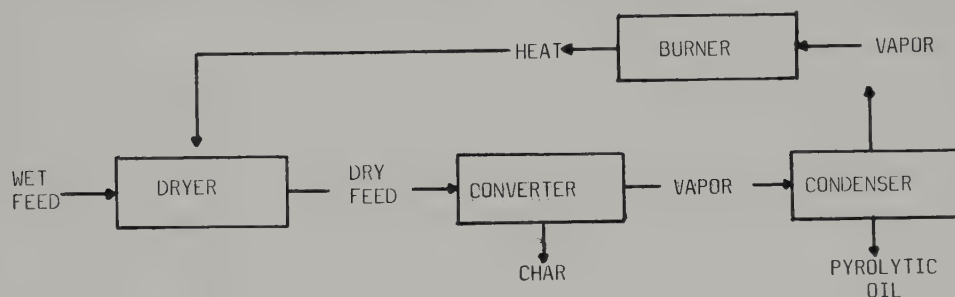 HEAT
BURNER
VAPOR
WET
FEED
DRYER
DRY
FEED
CONVERTER
VAPOR
CONDENSER
CHAR
PYROLYTIC
OIL